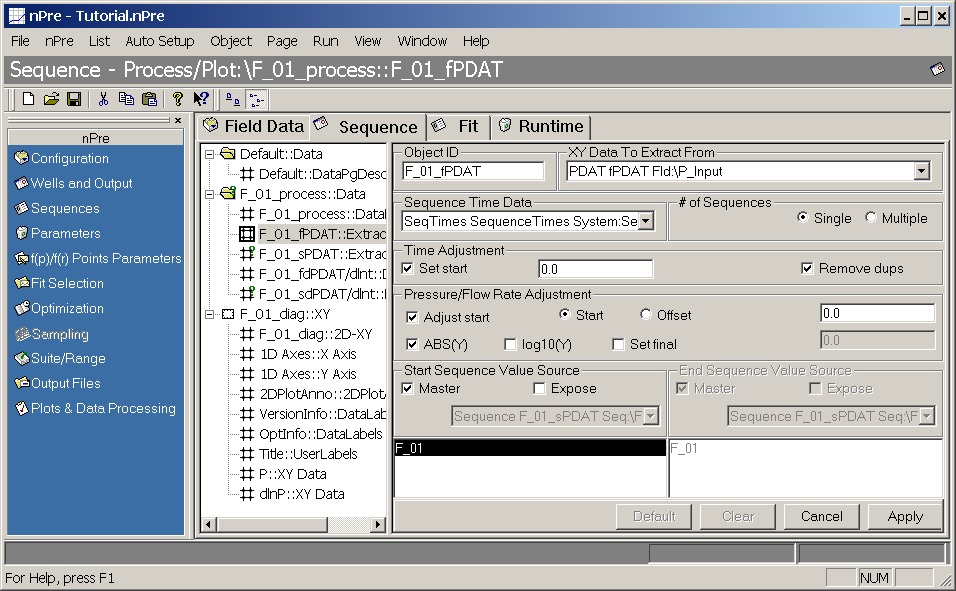 nPre - Tutorial.nPre
File nPre List Auto Setup Object Page Run View Window Help
Sequence - Process/Plot:\F_01_process::F_01_fPDAT
nPre
Configuration
Wells and Output
Sequences
Parameters
f(p)/f(r) Points Parameters
Fit Selection
Optimization
Sampling
Suite/Range
Output Files
Plots & Data Processing
Field Data Sequence Fit Runtime
Default::Data
Default::DataPgDesc
F_01_process::Data
F_01_process::Datal
F_01_fPDAT::Extrac
F_01_sPDAT::Extrac
F_01_fdPDAT/dlnt::D
F_01_sdPDAT/dlnt::D
F_01_diag::XY
F_01_diag::2D-XY
1D Axes::X Axis
1D Axes::Y Axis
2DPlotAnno::2DPlotA
VersionInfo::DataLab
OptInfo::DataLabels
Title::UserLabels
P::XY Data
dlnP::XY Data
Object ID XY Data To Extract From
F_01_fPDAT PDAT fPDAT Fld:\P_Input
Sequence Time Data # of Sequences
SeqTimes SequenceTimes System:Se Single Multiple
Time Adjustment
Set start 0.0 Remove dups
Pressure/Flow Rate Adjustment
Adjust start Start Offset 0.0
ABS(Y) log10(Y) Set final 0.0
Start Sequence Value Source End Sequence Value Source
Master Expose Master Expose
Sequence F_01_sPDAT Seq:\F Sequence F_01_sPDAT Seq:\F
F_01 F_01
Default Clear Cancel Apply
For Help, press F1 NUM